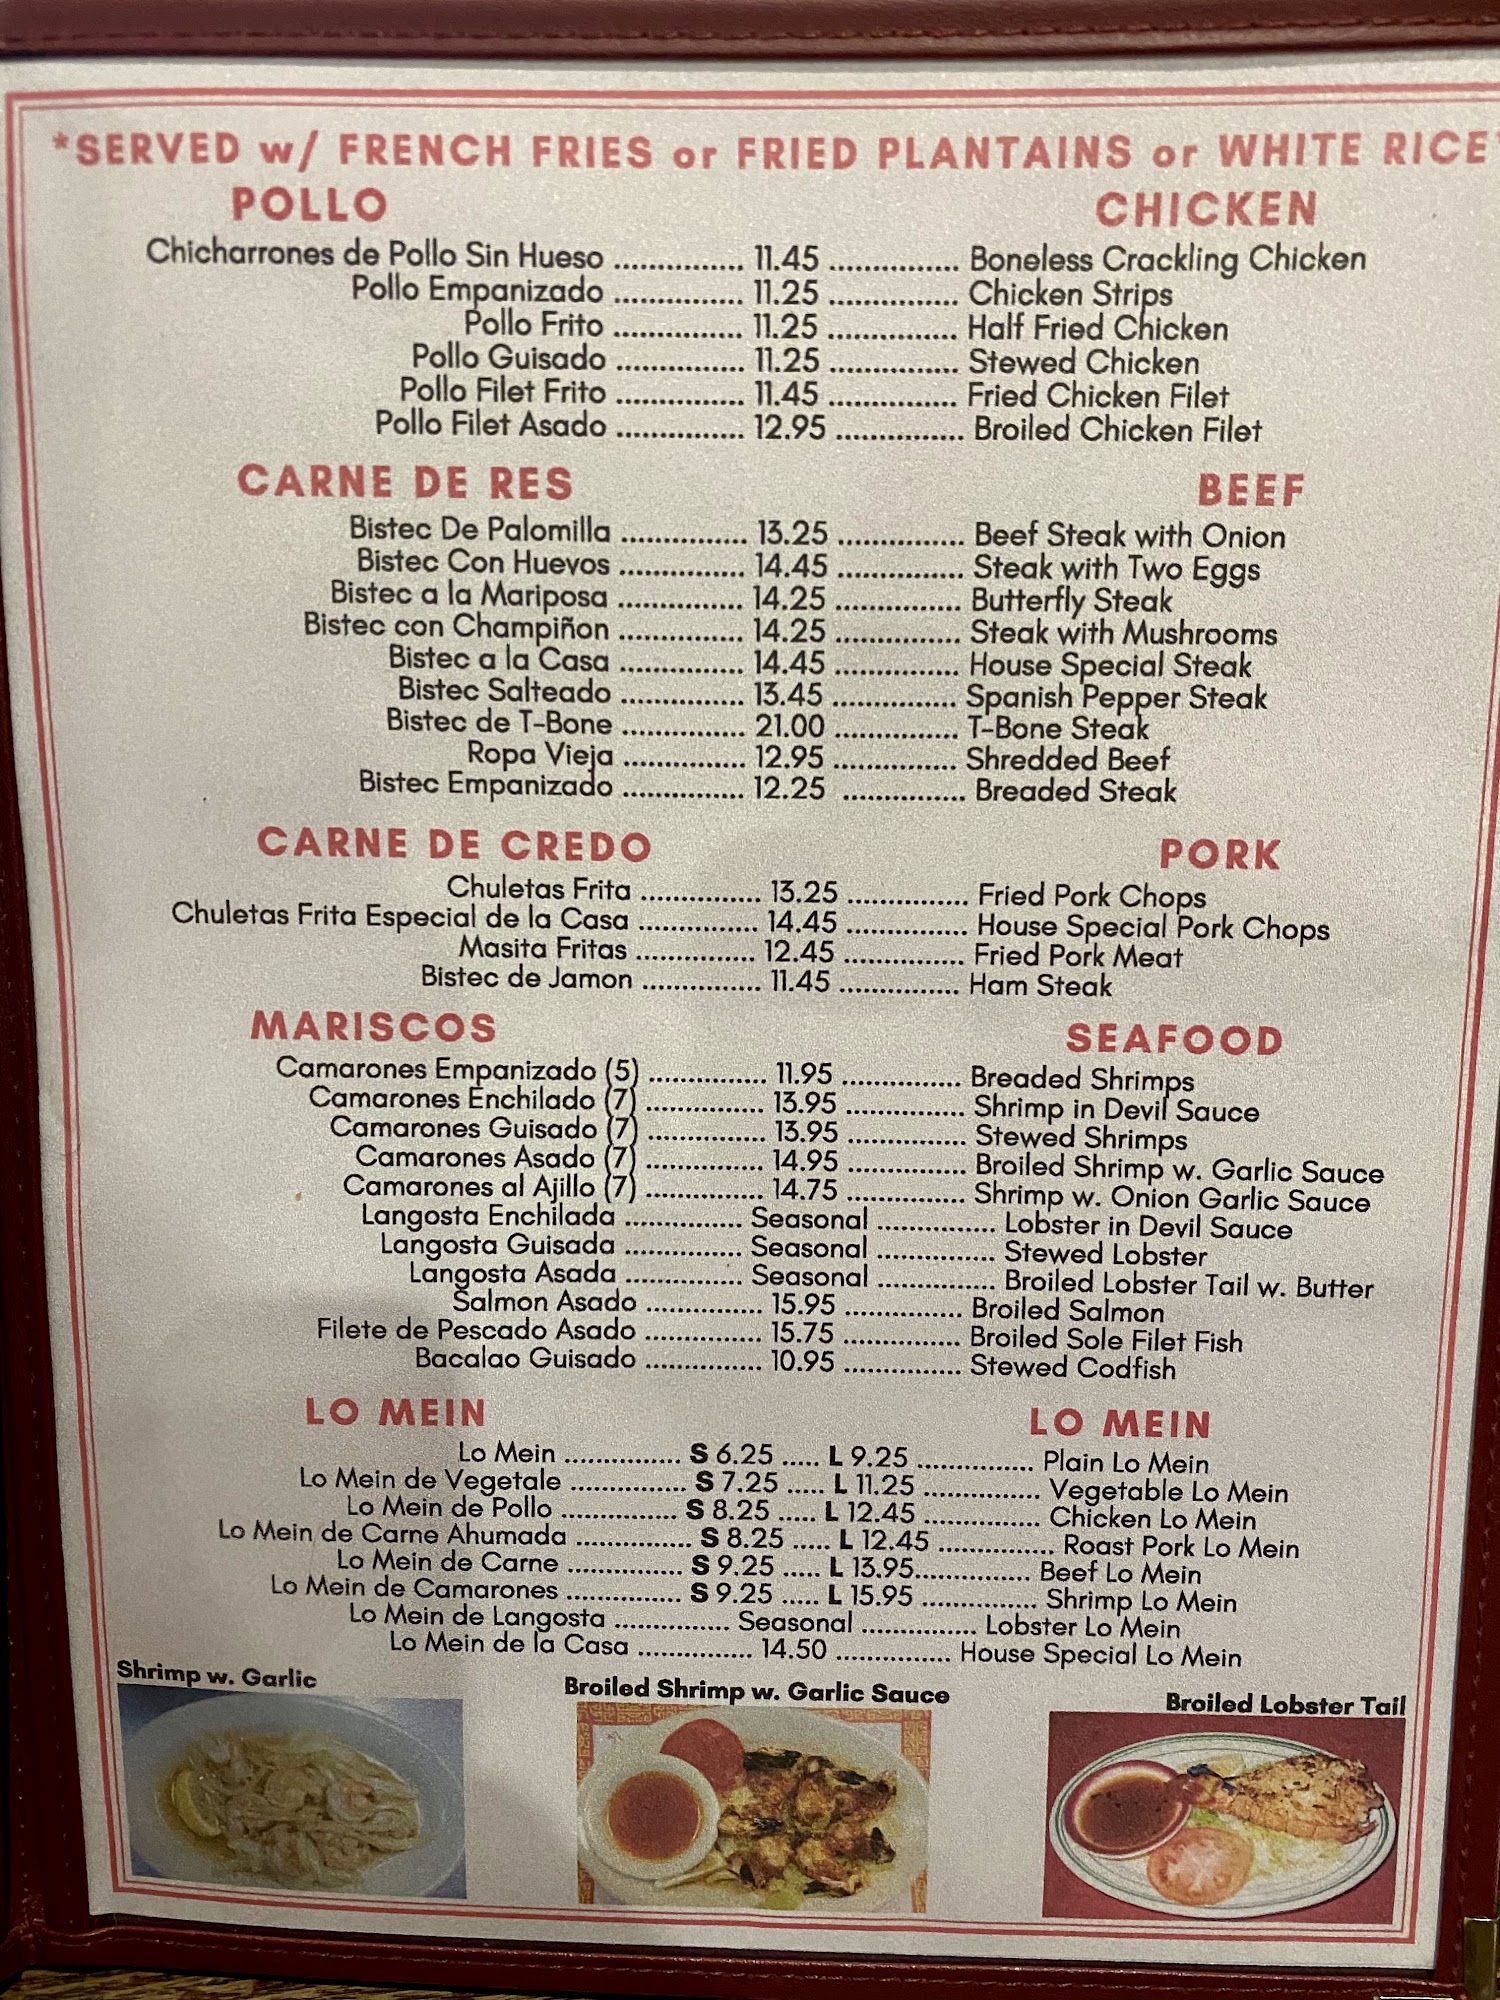 *SERVED w/ FRENCH FRIES or FRIED PLANTAINS or WHITE RICE*
POLLO CHICKEN
Chicharrones de Pollo Sin Hueso ............... 11.45 ............... Boneless Crackling Chicken
Pollo Empanizado ............... 11.25 ............... Chicken Strips
Pollo Frito ............... 11.25 ............... Half Fried Chicken
Pollo Guisado ............... 11.25 ............... Stewed Chicken
Pollo Filet Frito ............... 11.45 ............... Fried Chicken Filet
Pollo Filet Asado ............... 12.95 ............... Broiled Chicken Filet
CARNE DE RES BEEF
Bistec De Palomilla ............... 13.25 ............... Beef Steak with Onion
Bistec Con Huevos ............... 14.45 ............... Steak with Two Eggs
Bistec a la Mariposa ............... 14.25 ............... Butterfly Steak
Bistec con Champiñon ............... 14.25 ............... Steak with Mushrooms
Bistec a la Casa ............... 14.45 ............... House Special Steak
Bistec Salteado ............... 13.45 ............... Spanish Pepper Steak
Bistec de T-Bone ............... 21.00 ............... T-Bone Steak
Ropa Vieja ............... 12.95 ............... Shredded Beef
Bistec Empanizado ............... 12.25 ............... Breaded Steak
CARNE DE CREDO PORK
Chuletas Frita ............... 13.25 ............... Fried Pork Chops
Chuletas Frita Especial de la Casa ............... 14.45 ............... House Special Pork Chops
Masita Fritas ............... 12.45 ............... Fried Pork Meat
Bistec de Jamon ............... 11.45 ............... Ham Steak
MARISCOS SEAFOOD
Camarones Empanizado (5) ............... 11.95 ............... Breaded Shrimps
Camarones Enchilado (7) ............... 13.95 ............... Shrimp in Devil Sauce
Camarones Guisado (7) ............... 13.95 ............... Stewed Shrimps
Camarones Asado (7) ............... 14.95 ............... Broiled Shrimp w. Garlic Sauce
Camarones al Ajillo (7) ............... 14.75 ............... Shrimp w. Onion Garlic Sauce
Langosta Enchilada ............... Seasonal ............... Lobster in Devil Sauce
Langosta Guisada ............... Seasonal ............... Stewed Lobster
Langosta Asada ............... Seasonal ............... Broiled Lobster Tail w. Butter
Salmon Asado ............... 15.95 ............... Broiled Salmon
Filete de Pescado Asado ............... 15.75 ............... Broiled Sole Filet Fish
Bacalao Guisado ............... 10.95 ............... Stewed Codfish
LO MEIN LO MEIN
Lo Mein ............... S 6.25 ..... L 9.25 ............... Plain Lo Mein
Lo Mein de Vegetale ............... S 7.25 ..... L 11.25 ............... Vegetable Lo Mein
Lo Mein de Pollo ............... S 8.25 ..... L 12.45 ............... Chicken Lo Mein
Lo Mein de Carne Ahumada ............... S 8.25 ..... L 12.45 ............... Roast Pork Lo Mein
Lo Mein de Carne ............... S 9.25 ..... L 13.95............... Beef Lo Mein
Lo Mein de Camarones ............... S 9.25 ..... L 15.95 ............... Shrimp Lo Mein
Lo Mein de Langosta ............... Seasonal ............... Lobster Lo Mein
Lo Mein de la Casa ............... 14.50 ............... House Special Lo Mein
Shrimp w. Garlic
Broiled Shrimp w. Garlic Sauce
Broiled Lobster Tail